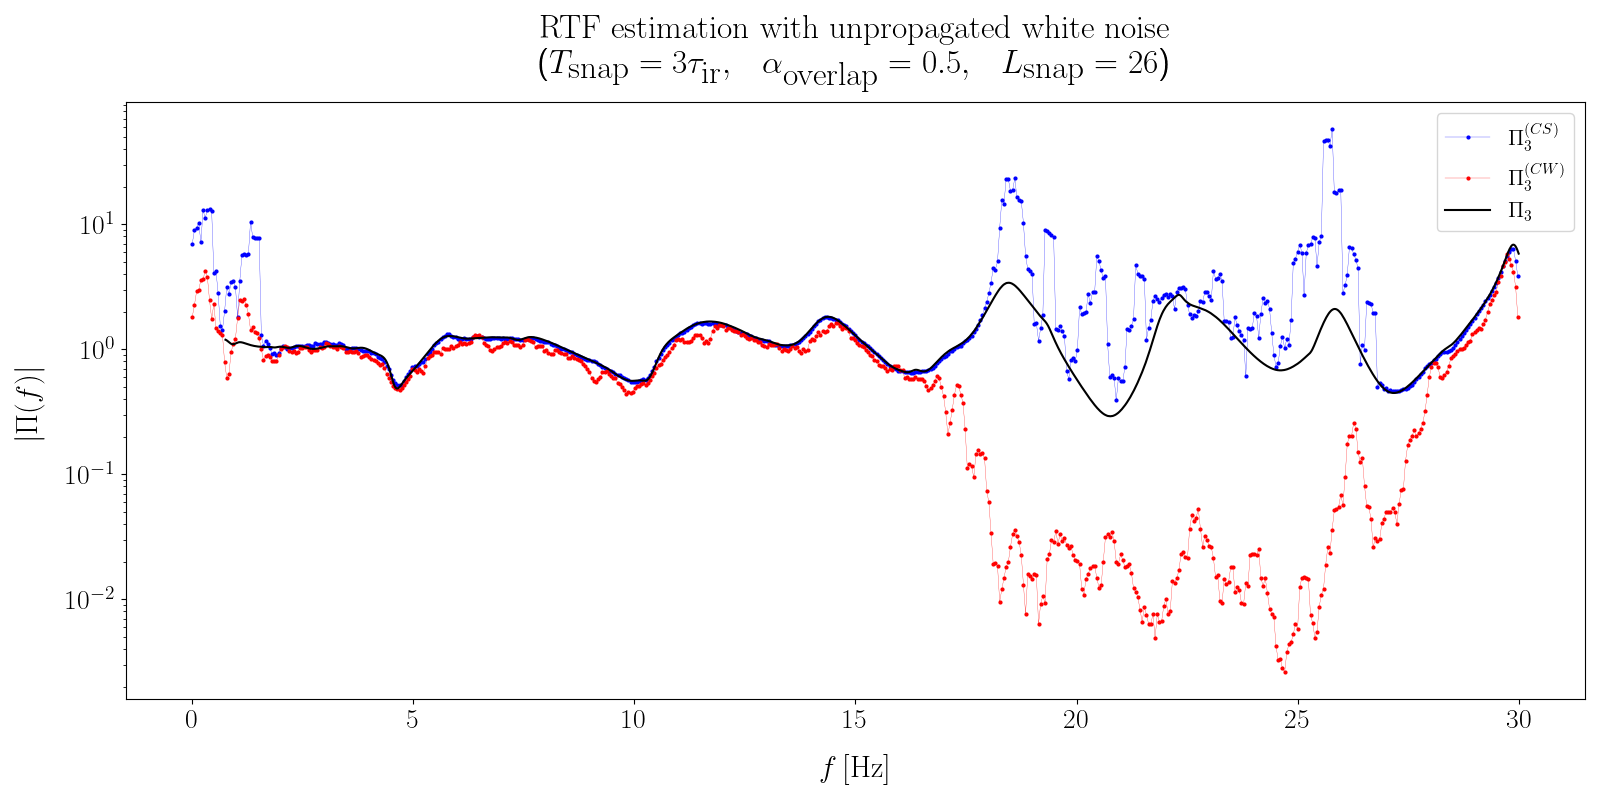 RTF estimation with unpropagated white noise
(T_snap = 3τ_ir, α_overlap = 0.5, L_snap = 26)
Π_3^(CS)
Π_3^(CW)
Π_3
|Π(f)|
10^1
10^0
10^−1
10^−2
0 5 10 15 20 25 30
f [Hz]